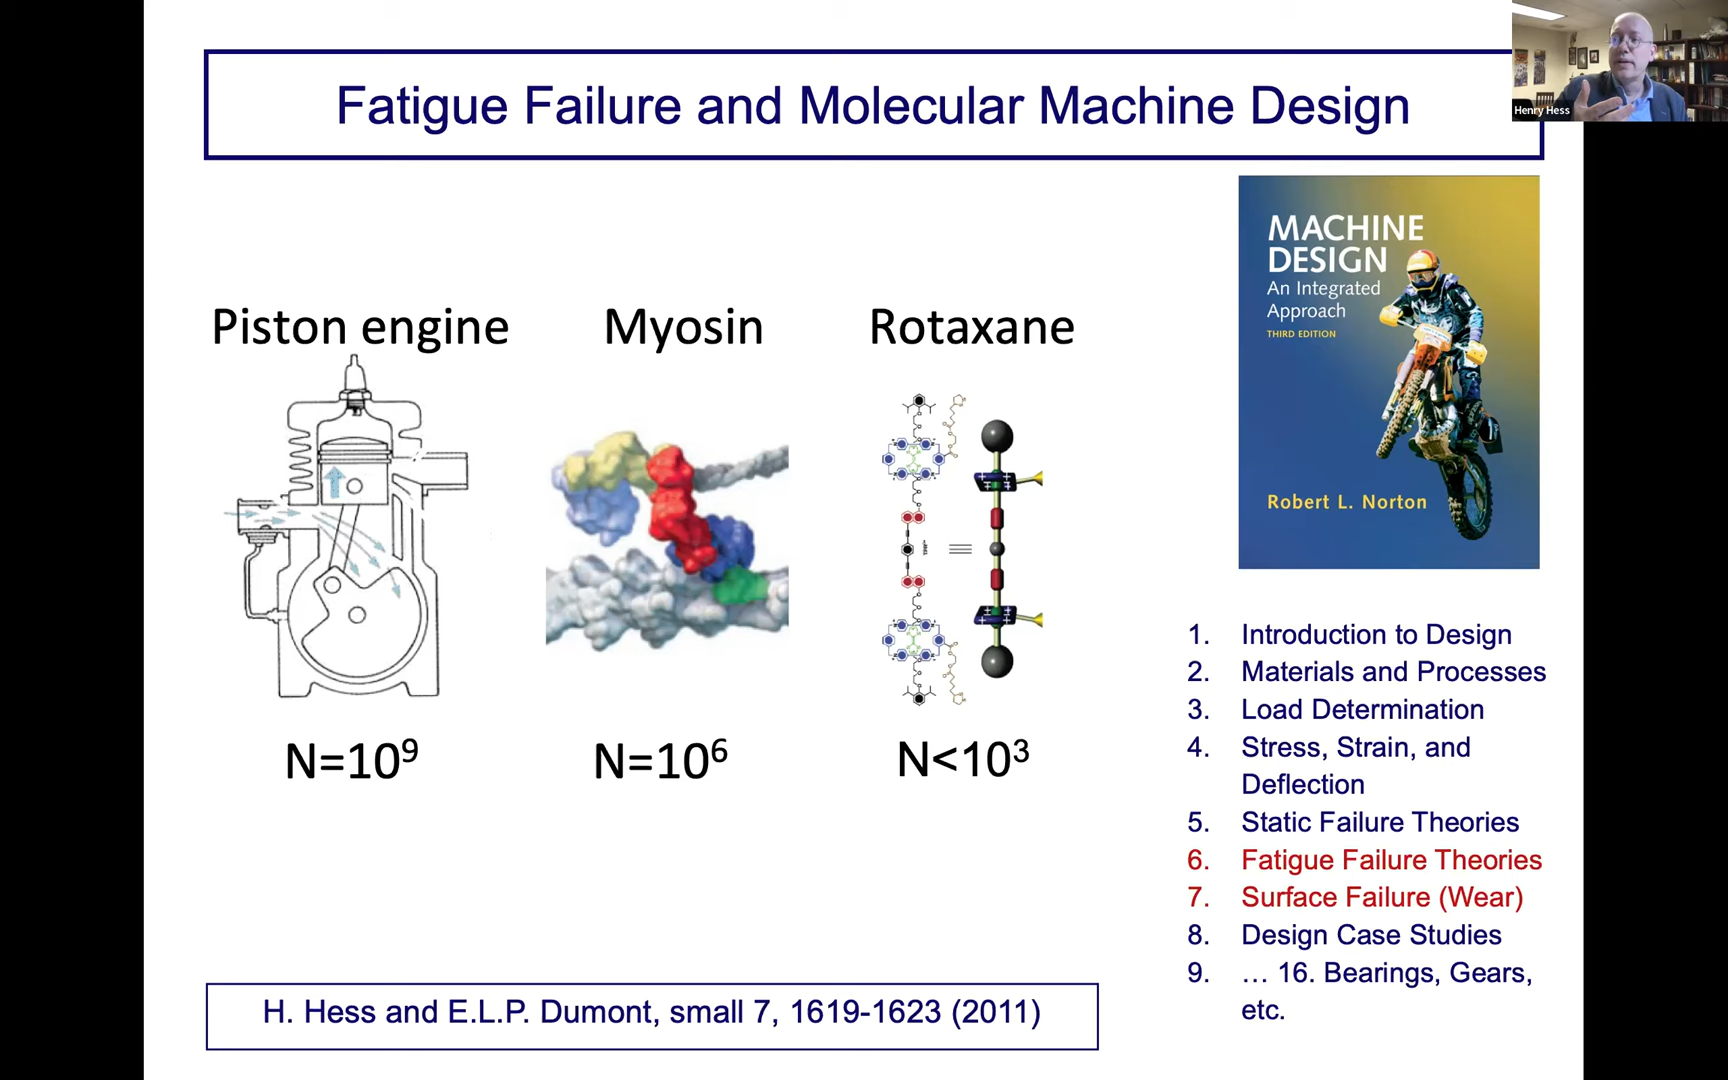 Fatigue Failure and Molecular Machine Design
Henry Hess
Piston engine
Myosin
Rotaxane
N=10⁹
N=10⁶
N<10³
MACHINE
DESIGN
An Integrated
Approach
THIRD EDITION
Robert L. Norton
1. Introduction to Design
2. Materials and Processes
3. Load Determination
4. Stress, Strain, and
Deflection
5. Static Failure Theories
6. Fatigue Failure Theories
7. Surface Failure (Wear)
8. Design Case Studies
9. … 16. Bearings, Gears,
etc.
H. Hess and E.L.P. Dumont, small 7, 1619-1623 (2011)